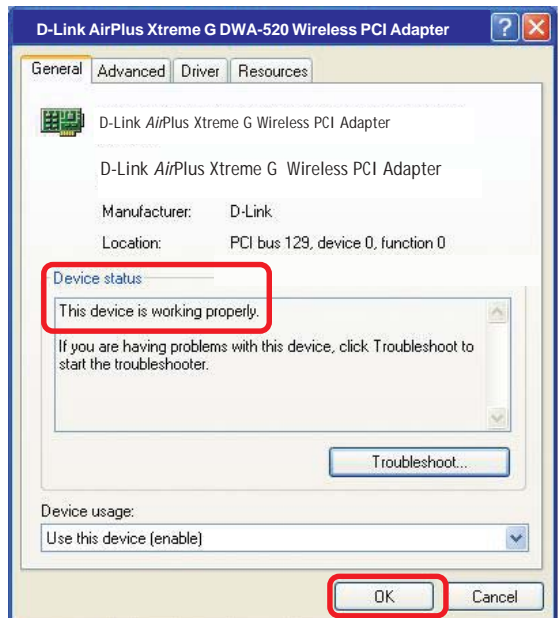 D-Link AirPlus Xtreme G DWA-520 Wireless PCI Adapter
General Advanced Driver Resources
D-Link AirPlus Xtreme G Wireless PCI Adapter
D-Link AirPlus Xtreme G Wireless PCI Adapter
Manufacturer: D-Link
Location: PCI bus 129, device 0, function 0
Device status
This device is working properly.
If you are having problems with this device, click Troubleshoot to
start the troubleshooter.
Troubleshoot...
Device usage:
Use this device (enable)
OK Cancel